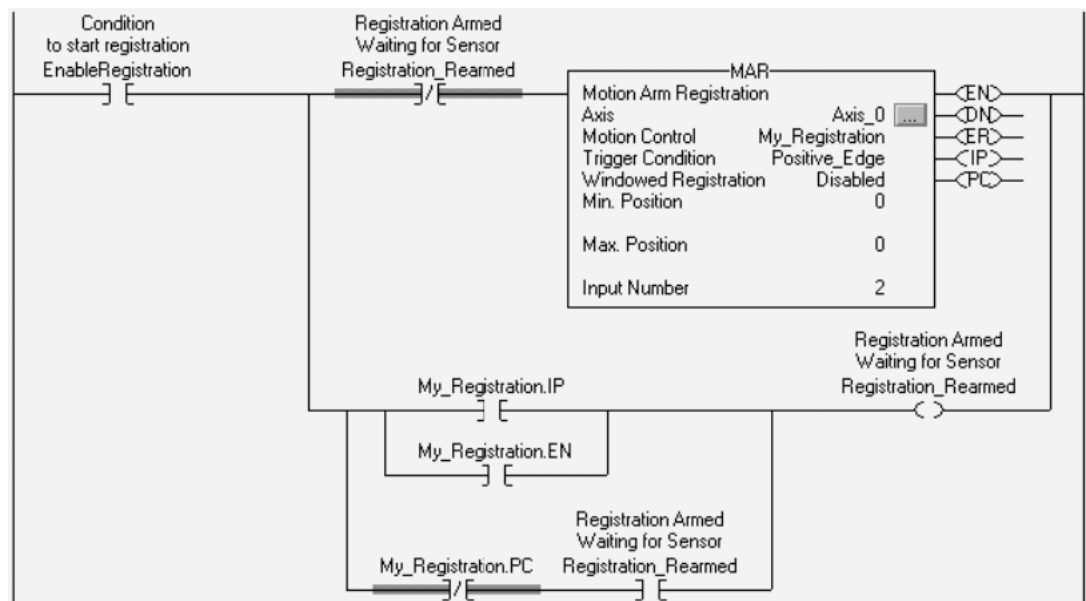 Condition
to start registration
EnableRegistration
Registration Armed
Waiting for Sensor
Registration_Rearmed
MAR
Motion Arm Registration
Axis Axis_0 ...
Motion Control My_Registration
Trigger Condition Positive_Edge
Windowed Registration Disabled
Min. Position 0
Max. Position 0
Input Number 2
EN
DN
ER
IP
PC
Registration Armed
Waiting for Sensor
Registration_Rearmed
My_Registration.IP
My_Registration.EN
Registration Armed
Waiting for Sensor
My_Registration.PC Registration_Rearmed